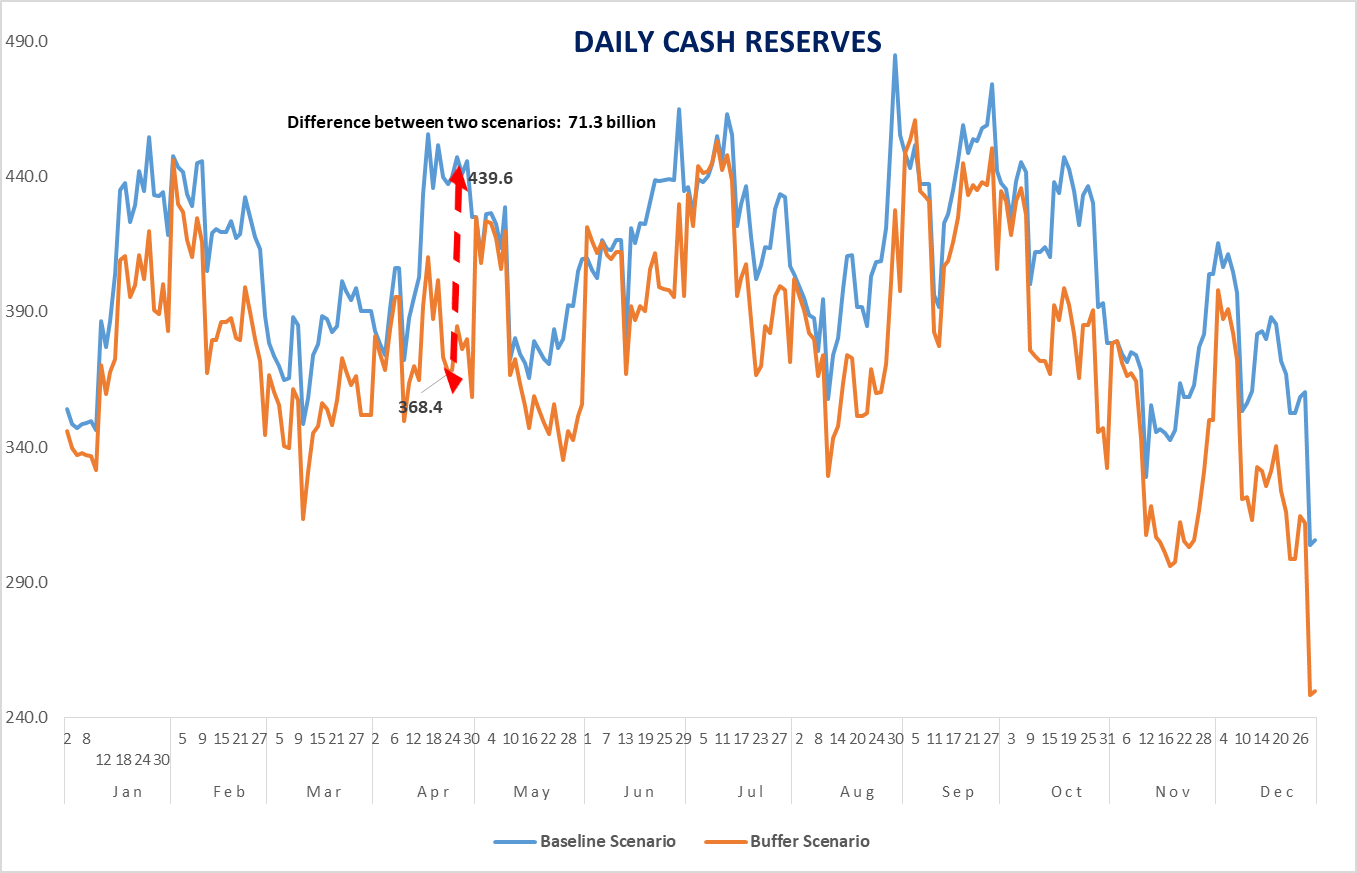 DAILY CASH RESERVES
490.0
Difference between two scenarios: 71.3 billion
440.0
439.6
390.0
368.4
340.0
290.0
240.0
2 8 5 9 15 21 27 5 9 15 21 27 2 6 12 18 24 30 4 10 16 22 28 1 7 13 19 25 29 5 11 17 23 27 2 8 14 20 24 30 5 11 17 21 27 3 9 15 19 25 31 6 12 16 22 28 4 10 14 20 26
12 18 24 30
Jan Feb Mar Apr May Jun Jul Aug Sep Oct Nov Dec
Baseline Scenario Buffer Scenario